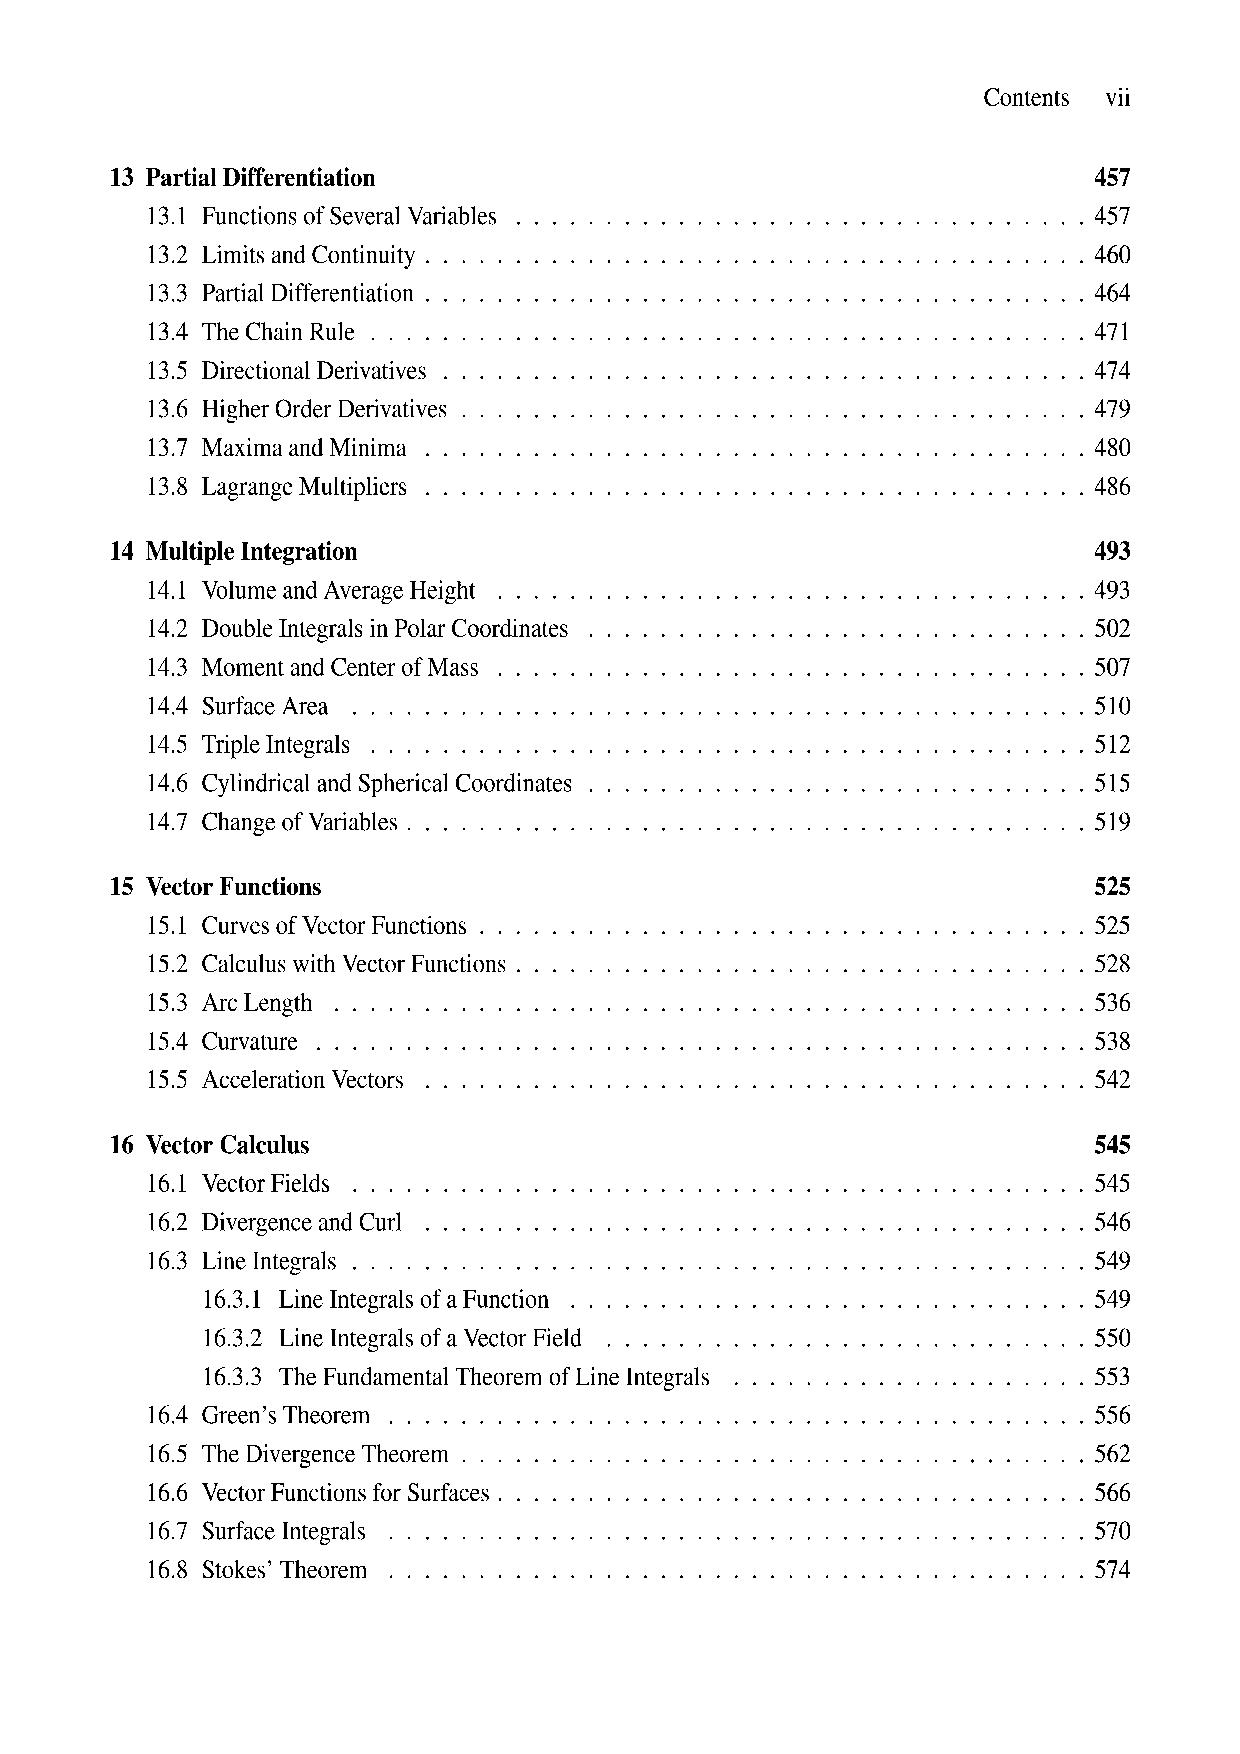 Contents vii
13 Partial Differentiation 457
13.1 Functions of Several Variables . . . . . . . . . . . . . . . . . . . . . . . . . . . . . . . . 457
13.2 Limits and Continuity . . . . . . . . . . . . . . . . . . . . . . . . . . . . . . . . . . . . . 460
13.3 Partial Differentiation . . . . . . . . . . . . . . . . . . . . . . . . . . . . . . . . . . . . . 464
13.4 The Chain Rule . . . . . . . . . . . . . . . . . . . . . . . . . . . . . . . . . . . . . . . . 471
13.5 Directional Derivatives . . . . . . . . . . . . . . . . . . . . . . . . . . . . . . . . . . . . 474
13.6 Higher Order Derivatives . . . . . . . . . . . . . . . . . . . . . . . . . . . . . . . . . . . 479
13.7 Maxima and Minima . . . . . . . . . . . . . . . . . . . . . . . . . . . . . . . . . . . . . 480
13.8 Lagrange Multipliers . . . . . . . . . . . . . . . . . . . . . . . . . . . . . . . . . . . . . 486
14 Multiple Integration 493
14.1 Volume and Average Height . . . . . . . . . . . . . . . . . . . . . . . . . . . . . . . . . 493
14.2 Double Integrals in Polar Coordinates . . . . . . . . . . . . . . . . . . . . . . . . . . . . 502
14.3 Moment and Center of Mass . . . . . . . . . . . . . . . . . . . . . . . . . . . . . . . . . 507
14.4 Surface Area . . . . . . . . . . . . . . . . . . . . . . . . . . . . . . . . . . . . . . . . . 510
14.5 Triple Integrals . . . . . . . . . . . . . . . . . . . . . . . . . . . . . . . . . . . . . . . . 512
14.6 Cylindrical and Spherical Coordinates . . . . . . . . . . . . . . . . . . . . . . . . . . . . 515
14.7 Change of Variables . . . . . . . . . . . . . . . . . . . . . . . . . . . . . . . . . . . . . . 519
15 Vector Functions 525
15.1 Curves of Vector Functions . . . . . . . . . . . . . . . . . . . . . . . . . . . . . . . . . . 525
15.2 Calculus with Vector Functions . . . . . . . . . . . . . . . . . . . . . . . . . . . . . . . . 528
15.3 Arc Length . . . . . . . . . . . . . . . . . . . . . . . . . . . . . . . . . . . . . . . . . . 536
15.4 Curvature . . . . . . . . . . . . . . . . . . . . . . . . . . . . . . . . . . . . . . . . . . . 538
15.5 Acceleration Vectors . . . . . . . . . . . . . . . . . . . . . . . . . . . . . . . . . . . . . 542
16 Vector Calculus 545
16.1 Vector Fields . . . . . . . . . . . . . . . . . . . . . . . . . . . . . . . . . . . . . . . . . 545
16.2 Divergence and Curl . . . . . . . . . . . . . . . . . . . . . . . . . . . . . . . . . . . . . 546
16.3 Line Integrals . . . . . . . . . . . . . . . . . . . . . . . . . . . . . . . . . . . . . . . . . 549
16.3.1 Line Integrals of a Function . . . . . . . . . . . . . . . . . . . . . . . . . . . . . 549
16.3.2 Line Integrals of a Vector Field . . . . . . . . . . . . . . . . . . . . . . . . . . . 550
16.3.3 The Fundamental Theorem of Line Integrals . . . . . . . . . . . . . . . . . . . . 553
16.4 Green’s Theorem . . . . . . . . . . . . . . . . . . . . . . . . . . . . . . . . . . . . . . . 556
16.5 The Divergence Theorem . . . . . . . . . . . . . . . . . . . . . . . . . . . . . . . . . . . 562
16.6 Vector Functions for Surfaces . . . . . . . . . . . . . . . . . . . . . . . . . . . . . . . . . 566
16.7 Surface Integrals . . . . . . . . . . . . . . . . . . . . . . . . . . . . . . . . . . . . . . . 570
16.8 Stokes’ Theorem . . . . . . . . . . . . . . . . . . . . . . . . . . . . . . . . . . . . . . . 574